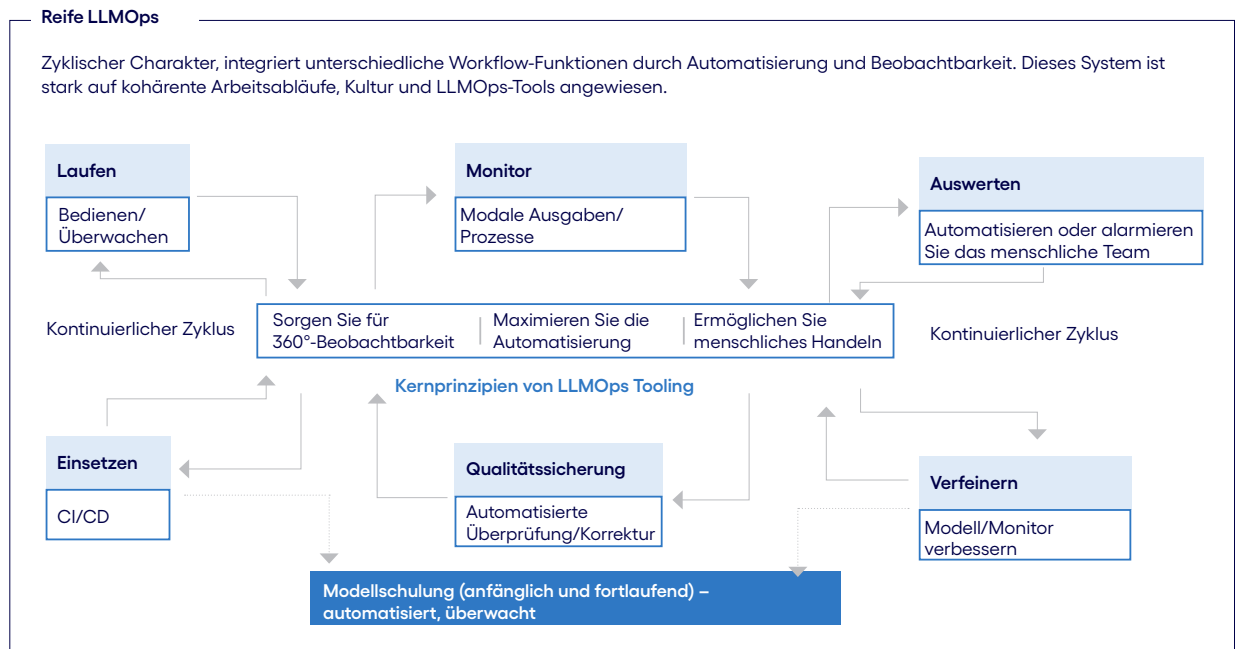 Reife LLMOps
Zyklischer Charakter, integriert unterschiedliche Workflow-Funktionen durch Automatisierung und Beobachtbarkeit. Dieses System ist
stark auf kohärente Arbeitsabläufe, Kultur und LLMOps-Tools angewiesen.
Laufen
Bedienen/
Überwachen
Monitor
Modale Ausgaben/
Prozesse
Auswerten
Automatisieren oder alarmieren
Sie das menschliche Team
Kontinuierlicher Zyklus
Sorgen Sie für
360°-Beobachtbarkeit
Maximieren Sie die
Automatisierung
Ermöglichen Sie
menschliches Handeln
Kontinuierlicher Zyklus
Kernprinzipien von LLMOps Tooling
Einsetzen
CI/CD
Qualitätssicherung
Automatisierte
Überprüfung/Korrektur
Verfeinern
Modell/Monitor
verbessern
Modellschulung (anfänglich und fortlaufend) –
automatisiert, überwacht